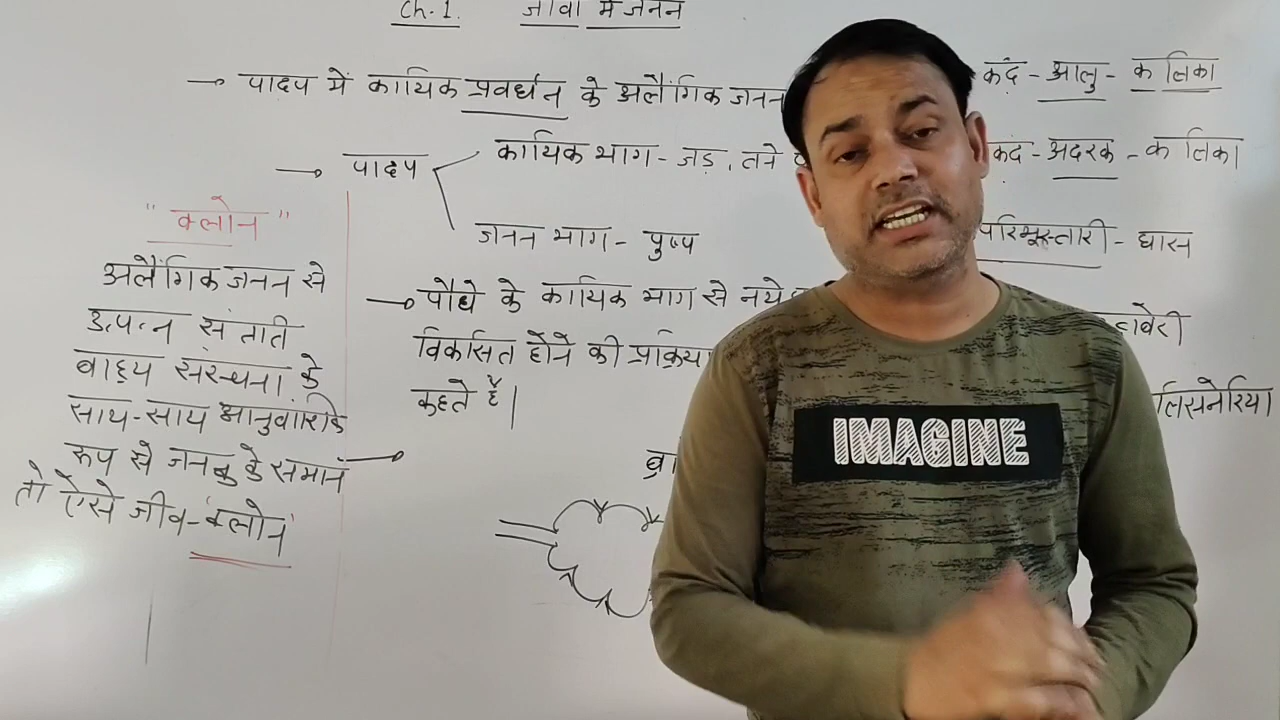 Ch. 1. जीवों में जनन
→ पादप में कायिक प्रवर्धन के अलैंगिक जनन
कंद - आलु - कलिका
→ पादप
कायिक भाग - जड़, तने
कंद - अदरक - कलिका
जनन भाग - पुष्प
परिभूस्तारी - घास
"क्लोन"
अलैंगिक जनन से
उत्पन्न संतति
वाह्य संरचना के
साथ-साथ आनुवांशिक
रूप से जनक के समान
तो ऐसे जीव - 'क्लोन'
→ पौधे के कायिक भाग से नये
विकसित होने की प्रक्रिया
कहते हैं।
IMAGINE